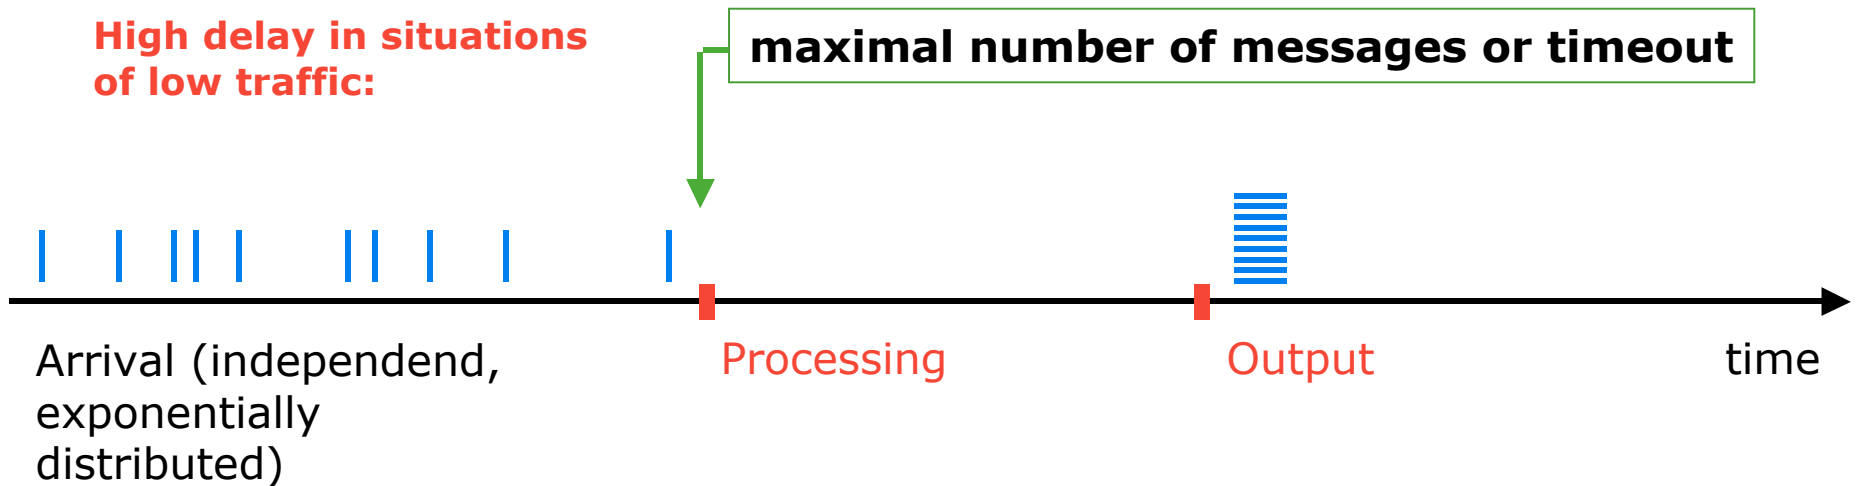 High delay in situations
of low traffic:
maximal number of messages or timeout
Arrival (independend,
exponentially
distributed)
Processing
Output
time